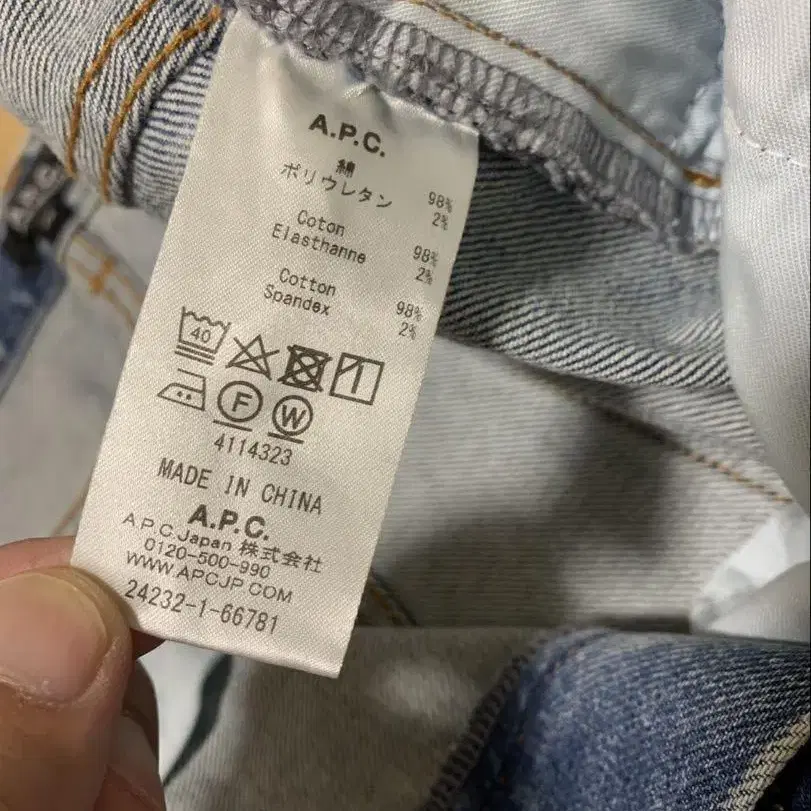 A.P.C.
綿 98%
ポリウレタン 2%
Coton 98%
Elasthanne 2%
Cotton 98%
Spandex 2%
40
F W
4114323
MADE IN CHINA
A.P.C.
A.P.C.Japan 株式会社
0120-500-990
WWW.APCJP.COM
24232-1-66781
A.P.C.